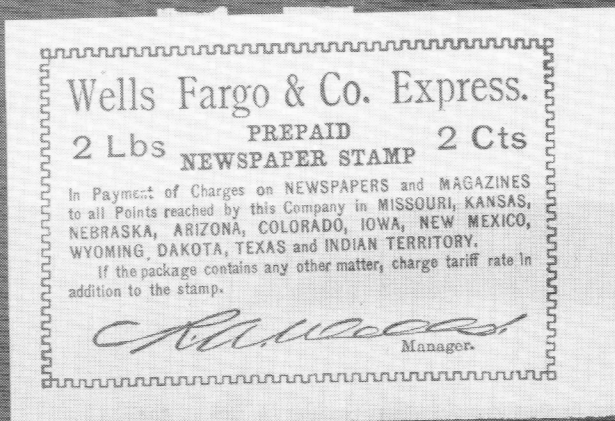 Wells Fargo & Co. Express.
2 Lbs PREPAID 2 Cts
NEWSPAPER STAMP
In Payment of Charges on NEWSPAPERS and MAGAZINES
to all Points reached by this Company in MISSOURI, KANSAS,
NEBRASKA, ARIZONA, COLORADO, IOWA, NEW MEXICO,
WYOMING, DAKOTA, TEXAS and INDIAN TERRITORY.
If the package contains any other matter, charge tariff rate in
addition to the stamp.
Manager.